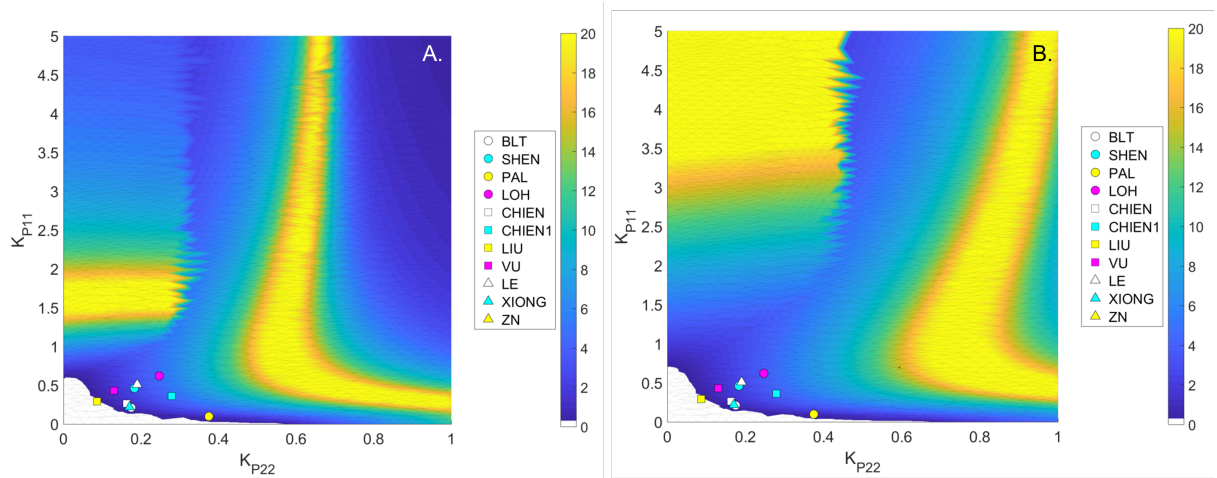 A.
5
4.5
4
3.5
3
2.5
2
1.5
1
0.5
0
K_P11
0 0.2 0.4 0.6 0.8 1
K_P22
BLT
SHEN
PAL
LOH
CHIEN
CHIEN1
LIU
VU
LE
XIONG
ZN
20
18
16
14
12
10
8
6
4
2
0
B.
5
4.5
4
3.5
3
2.5
2
1.5
1
0.5
0
K_P11
0 0.2 0.4 0.6 0.8 1
K_P22
BLT
SHEN
PAL
LOH
CHIEN
CHIEN1
LIU
VU
LE
XIONG
ZN
20
18
16
14
12
10
8
6
4
2
0